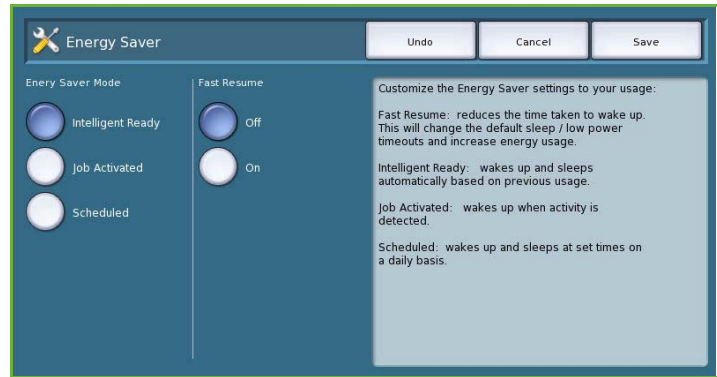 Energy Saver
Undo
Cancel
Save
Enery Saver Mode
Intelligent Ready
Job Activated
Scheduled
Fast Resume
Off
On
Customize the Energy Saver settings to your usage:
Fast Resume: reduces the time taken to wake up.
This will change the default sleep / low power
timeouts and increase energy usage.
Intelligent Ready: wakes up and sleeps
automatically based on previous usage.
Job Activated: wakes up when activity is
detected.
Scheduled: wakes up and sleeps at set times on
a daily basis.